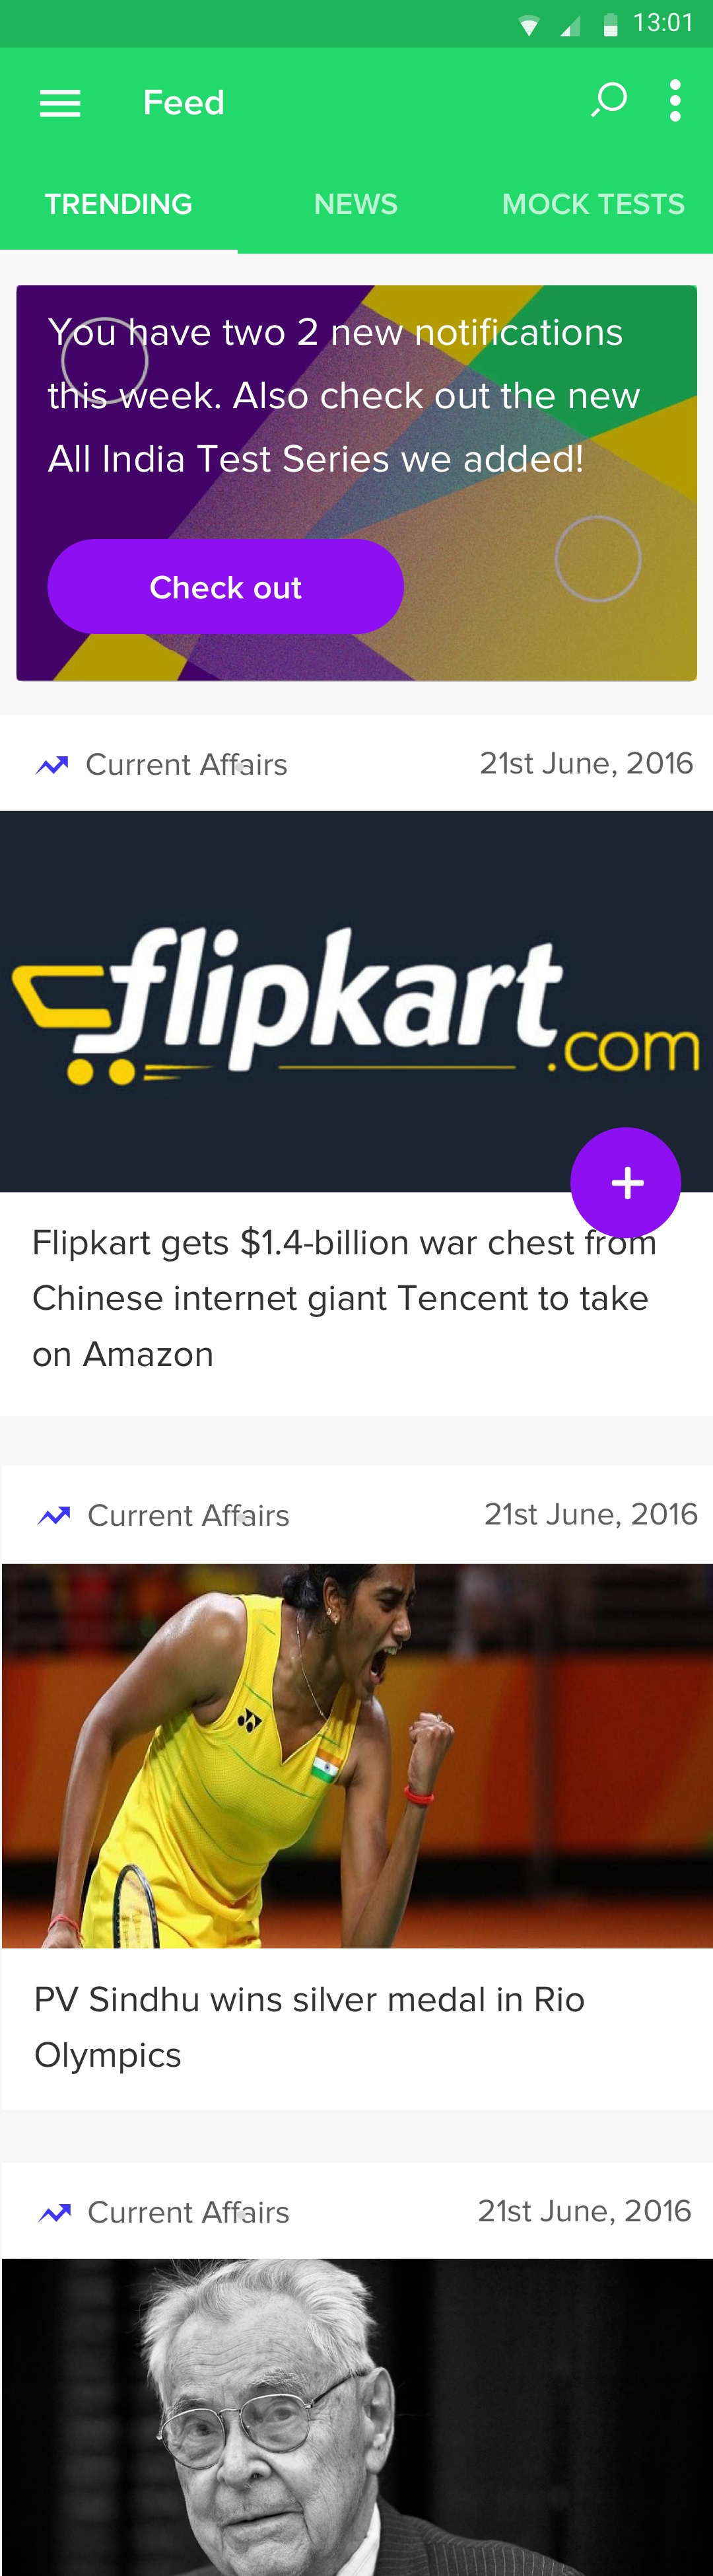 13:01
Feed
TRENDING NEWS MOCK TESTS
You have two 2 new notifications
this week. Also check out the new
All India Test Series we added!
Check out
Current Affairs 21st June, 2016
flipkart.com
Flipkart gets $1.4-billion war chest from
Chinese internet giant Tencent to take
on Amazon
Current Affairs 21st June, 2016
PV Sindhu wins silver medal in Rio
Olympics
Current Affairs 21st June, 2016